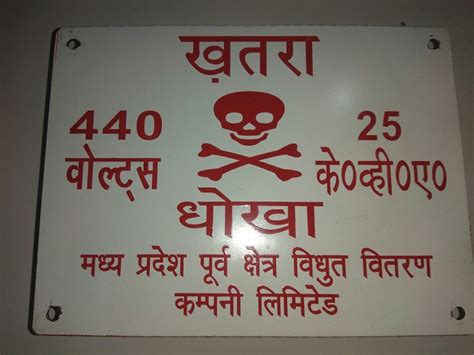 ख़तरा
440 25
वोल्ट्स के०व्ही०ए०
धोखा
मध्य प्रदेश पूर्व क्षेत्र विधुत वितरण
कम्पनी लिमिटेड